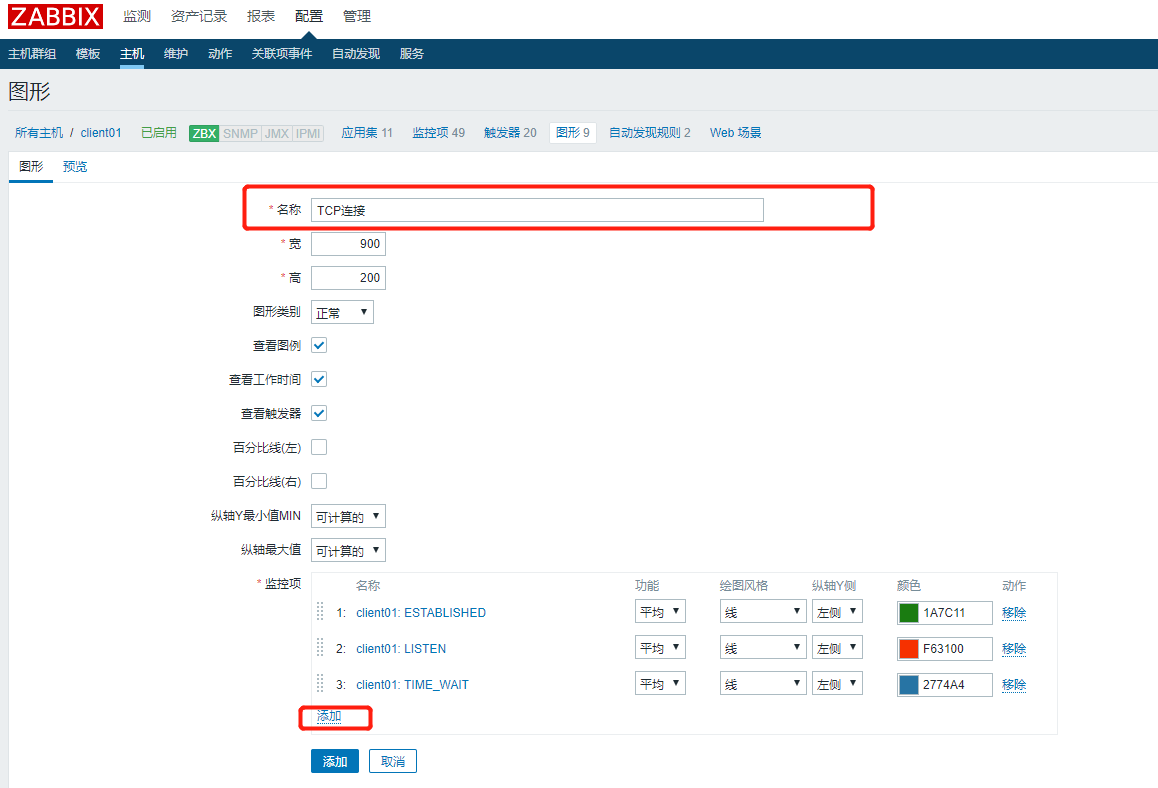 ZABBIX 监测 资产记录 报表 配置 管理
主机群组 模板 主机 维护 动作 关联项事件 自动发现 服务
图形
所有主机 / client01 已启用 ZBX SNMP JMX IPMI 应用集 11 监控项 49 触发器 20 图形 9 自动发现规则 2 Web 场景
图形 预览
* 名称 TCP连接
* 宽 900
* 高 200
图形类别 正常
查看图例
查看工作时间
查看触发器
百分比线(左)
百分比线(右)
纵轴Y最小值MIN 可计算的
纵轴最大值 可计算的
* 监控项 名称 功能 绘图风格 纵轴Y侧 颜色 动作
1: client01: ESTABLISHED 平均 线 左侧 1A7C11 移除
2: client01: LISTEN 平均 线 左侧 F63100 移除
3: client01: TIME_WAIT 平均 线 左侧 2774A4 移除
添加
添加 取消